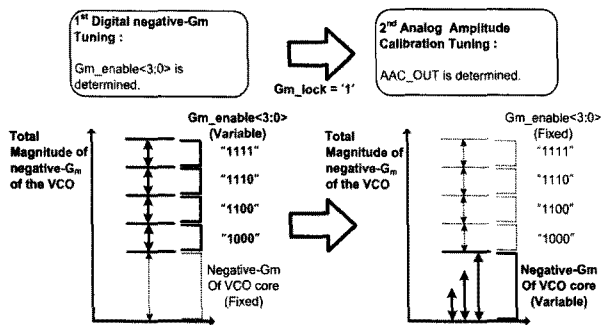 1st Digital negative-Gm
Tuning :
Gm_enable<3;0> is
determined.
Gm_lock = '1'
2nd Analog Amplitude
Calibration Tuning :
AAC_OUT is determined.
Total
Magnitude of
negative-Gm
of the VCO
Gm_enable<3:0>
(Variable)
"1111"
"1110"
"1100"
"1000"
Negative-Gm
Of VCO core
(Fixed)
Total
Magnitude of
negative-Gm
of the VCO
Gm_enable<3:0>
(Fixed)
"1111"
"1110"
"1100"
"1000"
Negative-Gm
Of VCO core
(Variable)